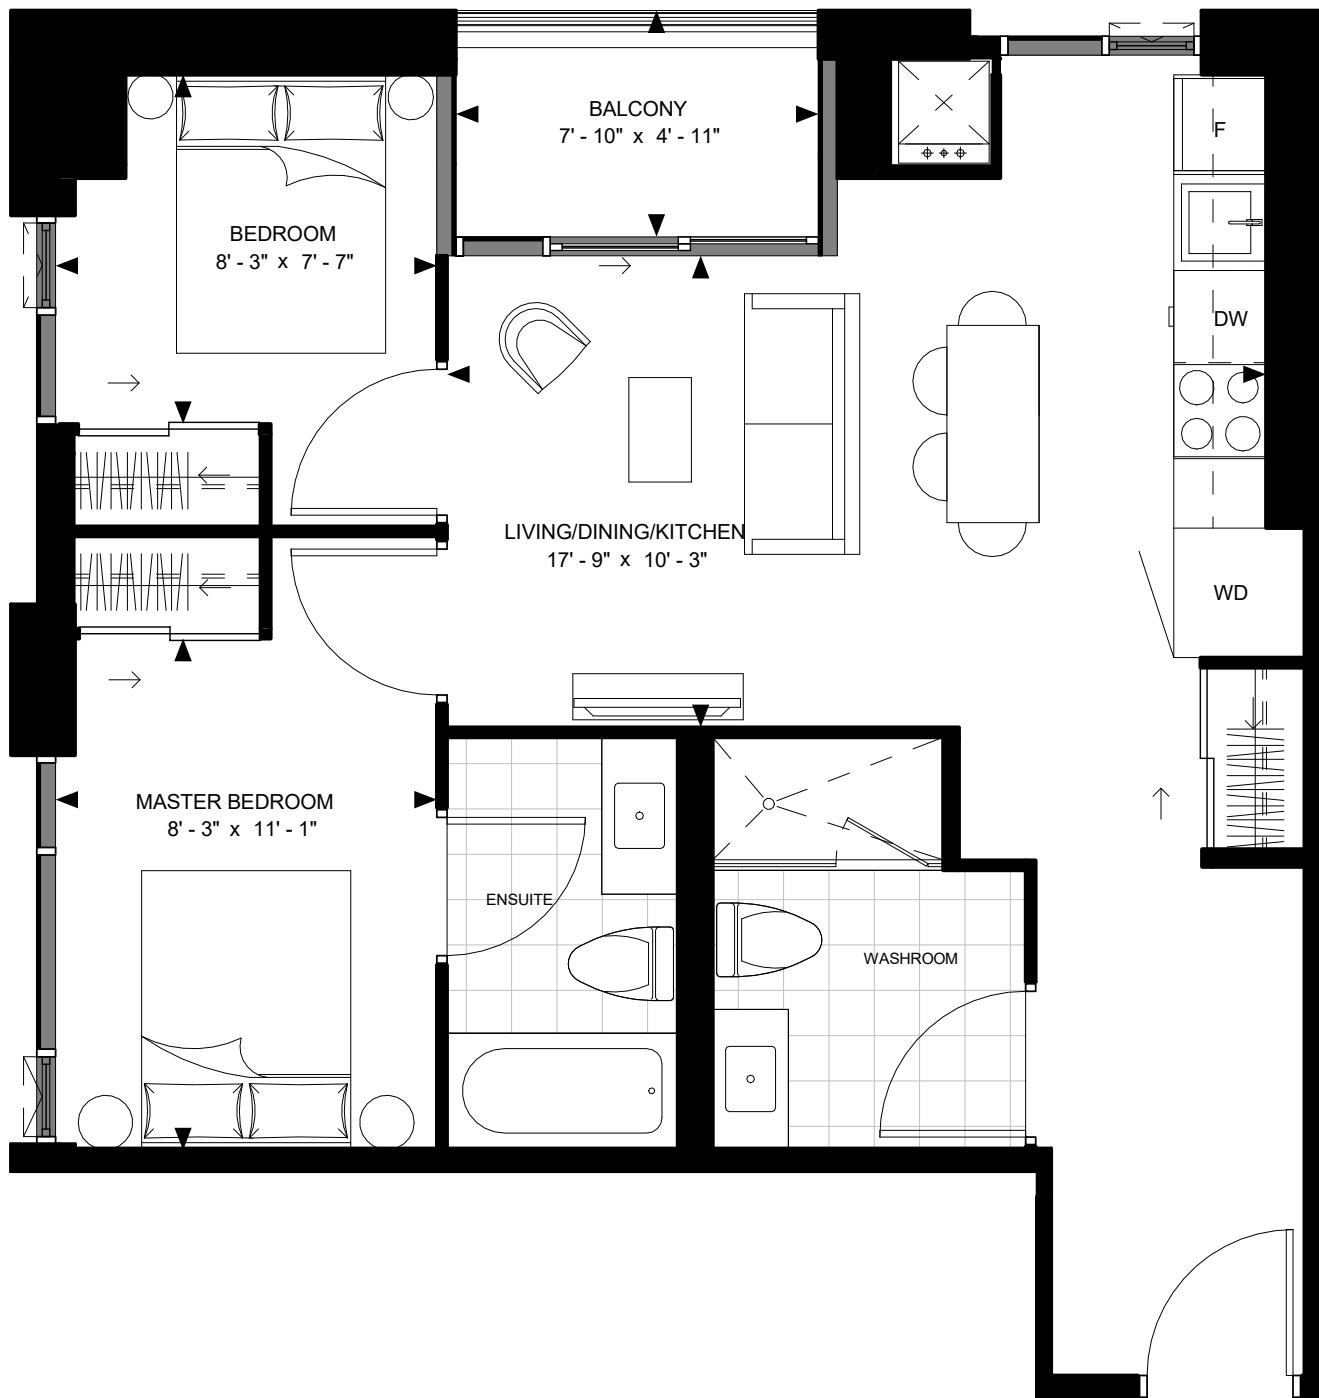 BALCONY
7' - 10" x 4' - 11"
F
BEDROOM
8' - 3" x 7' - 7"
DW
LIVING/DINING/KITCHEN
17' - 9" x 10' - 3"
WD
MASTER BEDROOM
8' - 3" x 11' - 1"
ENSUITE
WASHROOM